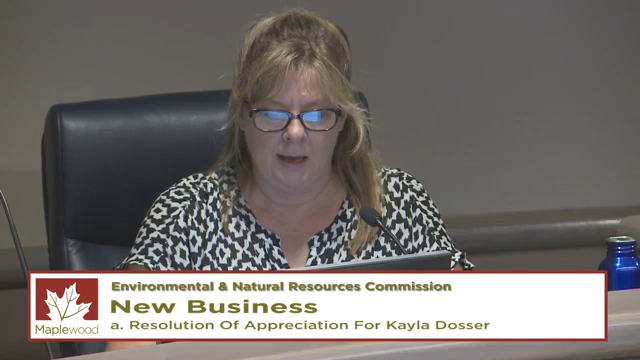 Environmental & Natural Resources Commission
New Business
a. Resolution Of Appreciation For Kayla Dosser
Maplewood